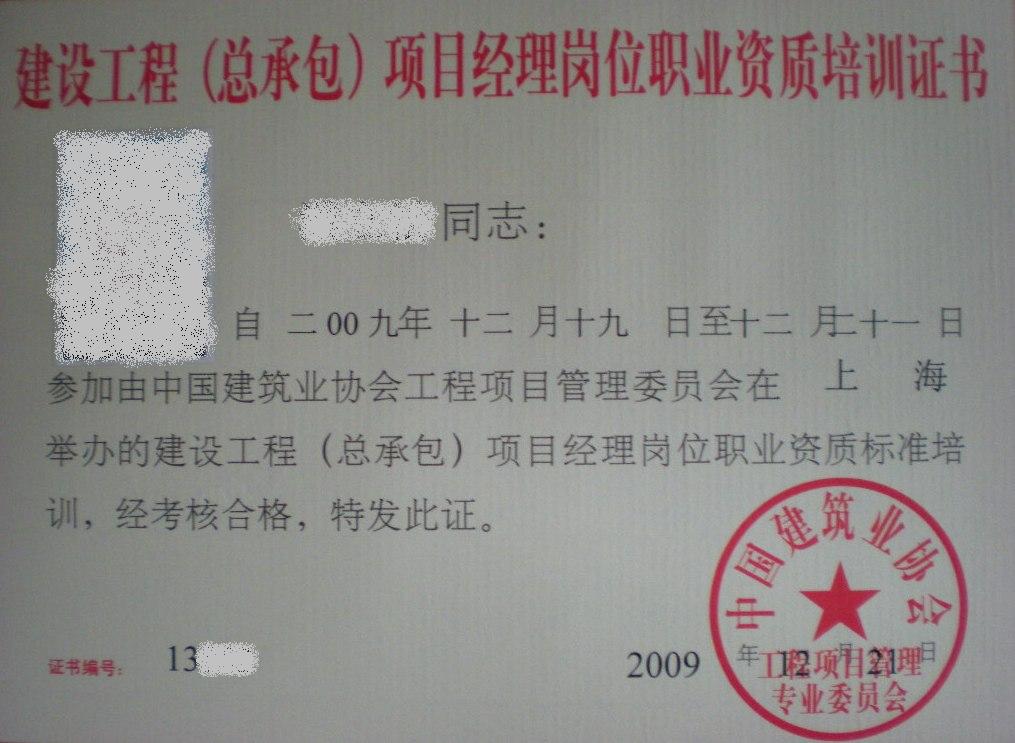 建设工程（总承包）项目经理岗位职业资质培训证书
同志：
自 二00九年 十二 月十九 日至十二 月二十一 日
参加由中国建筑业协会工程项目管理委员会在 上 海
举办的建设工程（总承包）项目经理岗位职业资质标准培
训，经考核合格，特发此证。
中国建筑业协会
证书编号： 13
2009 年 12 月 21 日
工程项目管理
专业委员会